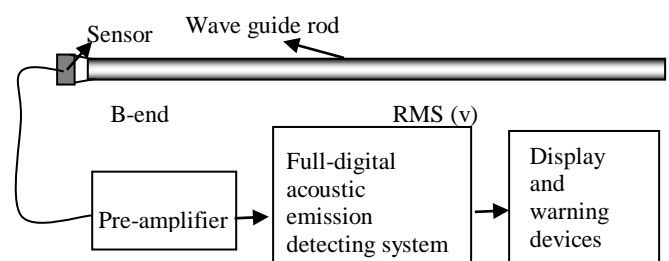 Wave guide rod
Sensor
B-end
RMS (v)
Pre-amplifier
Full-digital
acoustic
emission
detecting system
Display
and
warning
devices